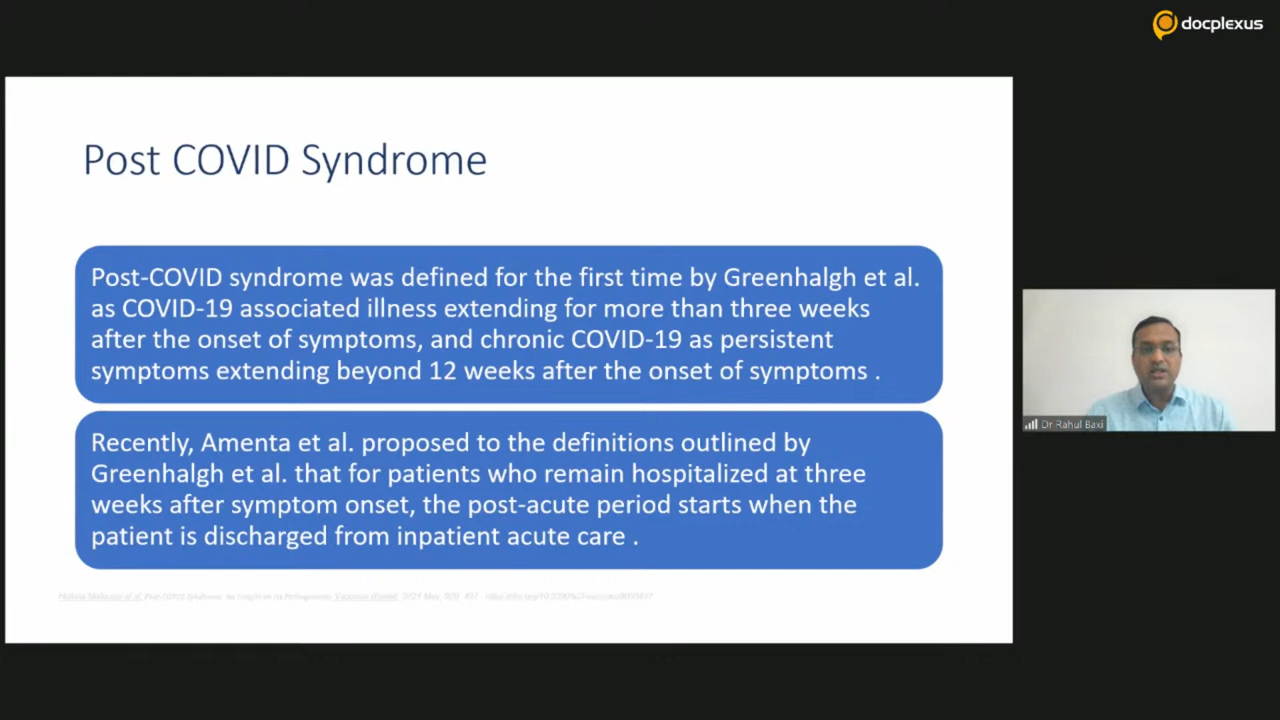 docplexus
Post COVID Syndrome
Post-COVID syndrome was defined for the first time by Greenhalgh et al.
as COVID-19 associated illness extending for more than three weeks
after the onset of symptoms, and chronic COVID-19 as persistent
symptoms extending beyond 12 weeks after the onset of symptoms .
Recently, Amenta et al. proposed to the definitions outlined by
Greenhalgh et al. that for patients who remain hospitalized at three
weeks after symptom onset, the post-acute period starts when the
patient is discharged from inpatient acute care .
Dr Rahul Baxi